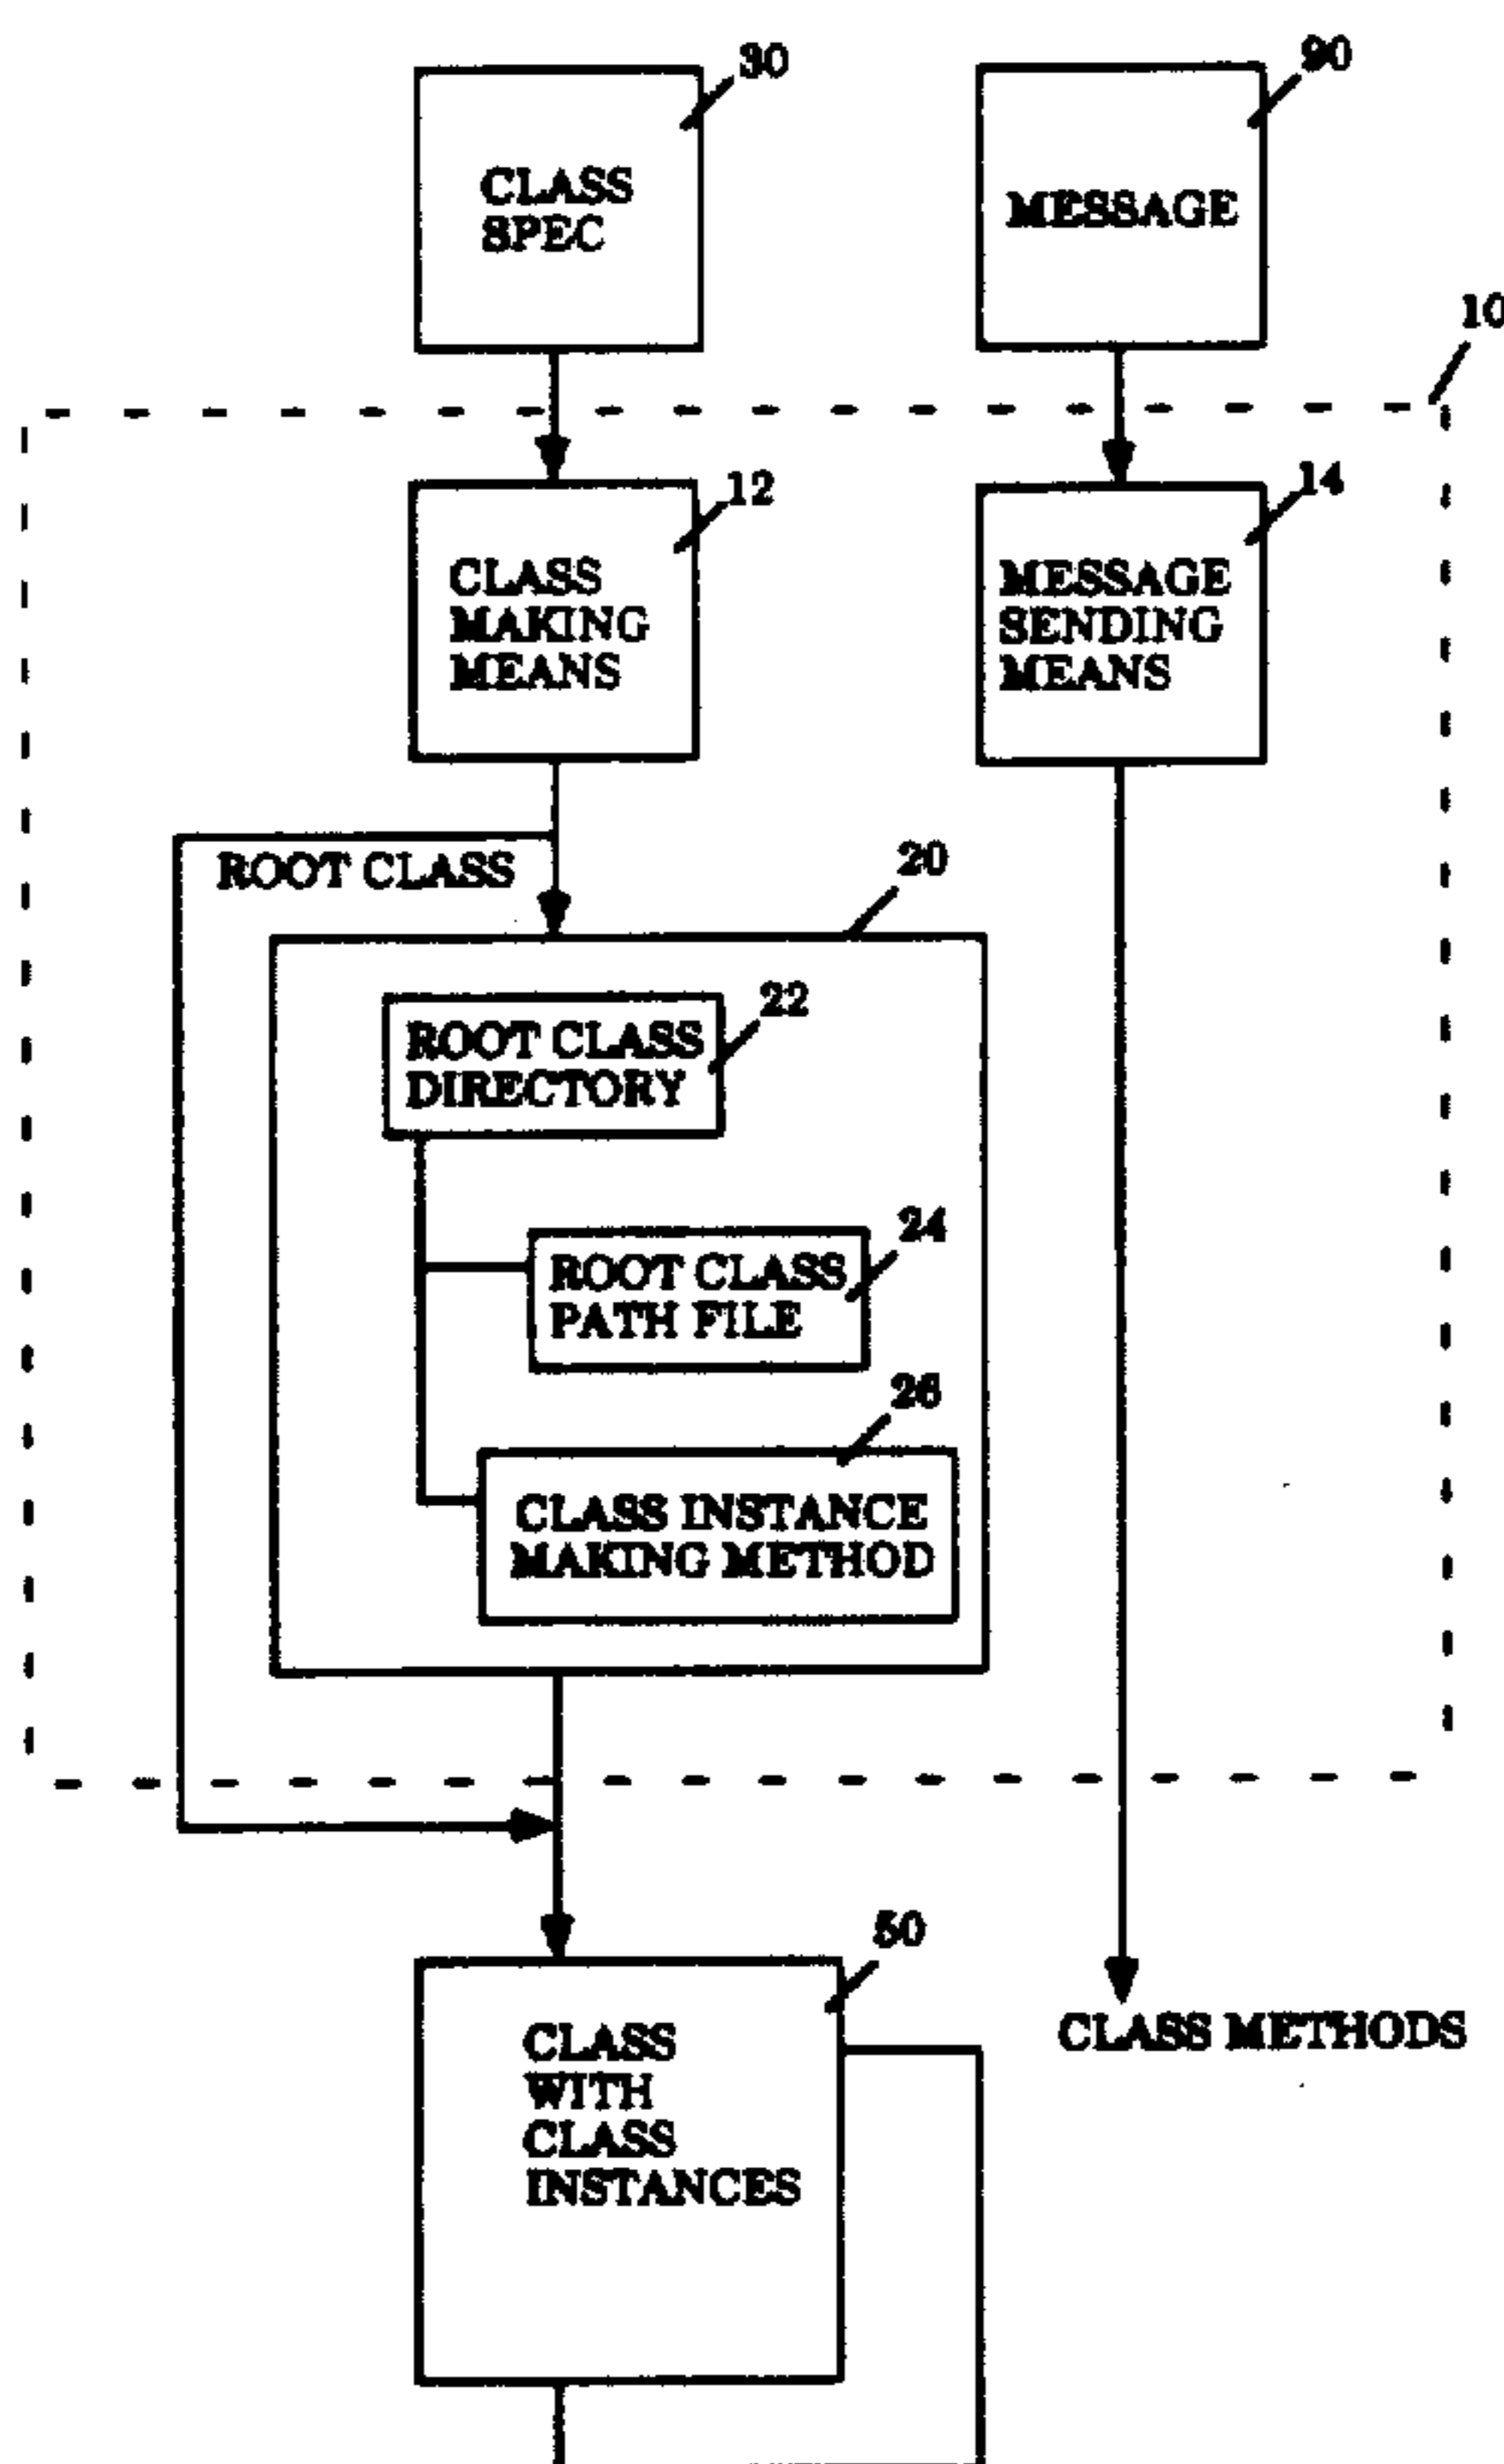 30
90
CLASS
SPEC
MESSAGE
10
12
14
CLASS
MAKING
MEANS
MESSAGE
SENDING
MEANS
ROOT CLASS
20
22
ROOT CLASS
DIRECTORY
24
ROOT CLASS
PATH FILE
26
CLASS INSTANCE
MAKING METHOD
50
CLASS
WITH
CLASS
INSTANCES
CLASS METHODS